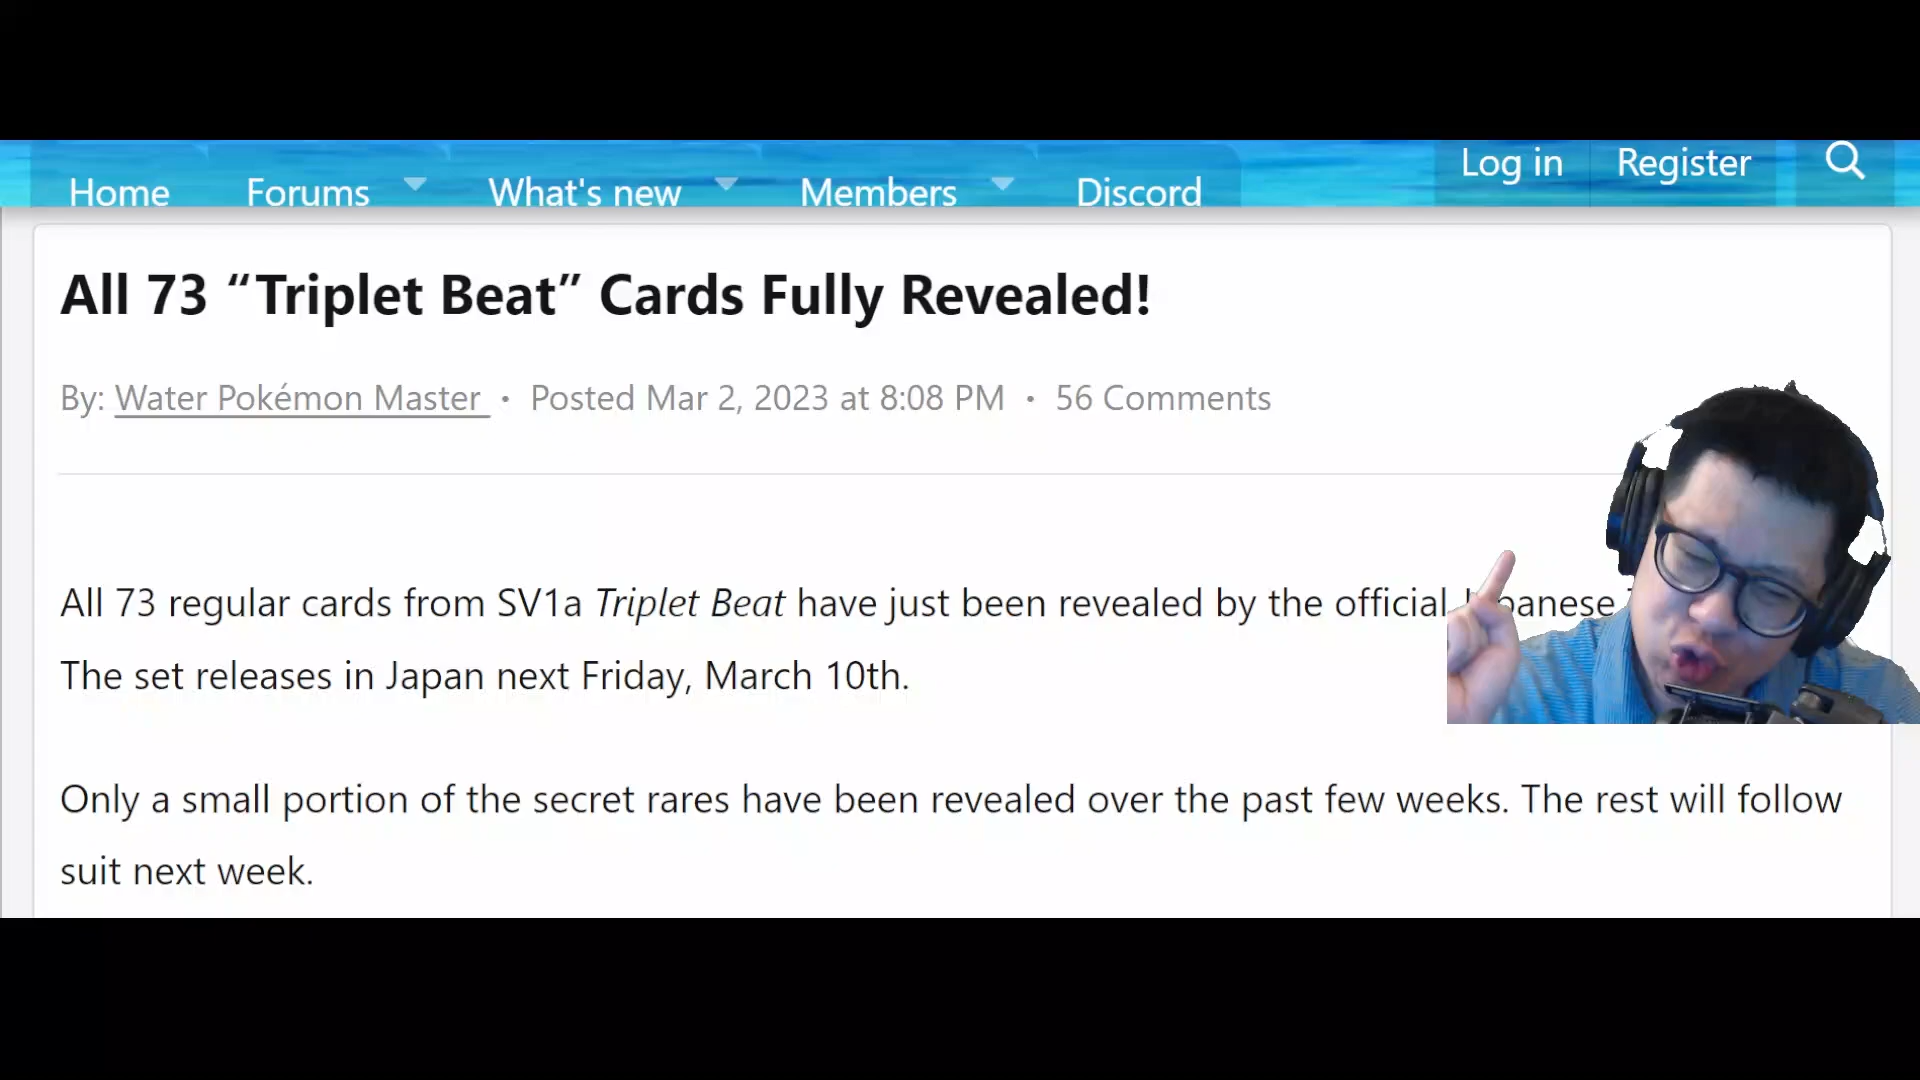 Home Forums What's new Members Discord Log in Register
All 73 “Triplet Beat” Cards Fully Revealed!
By: Water Pokémon Master • Posted Mar 2, 2023 at 8:08 PM • 56 Comments
All 73 regular cards from SV1a Triplet Beat have just been revealed by the official Japanese
The set releases in Japan next Friday, March 10th.
Only a small portion of the secret rares have been revealed over the past few weeks. The rest will follow
suit next week.